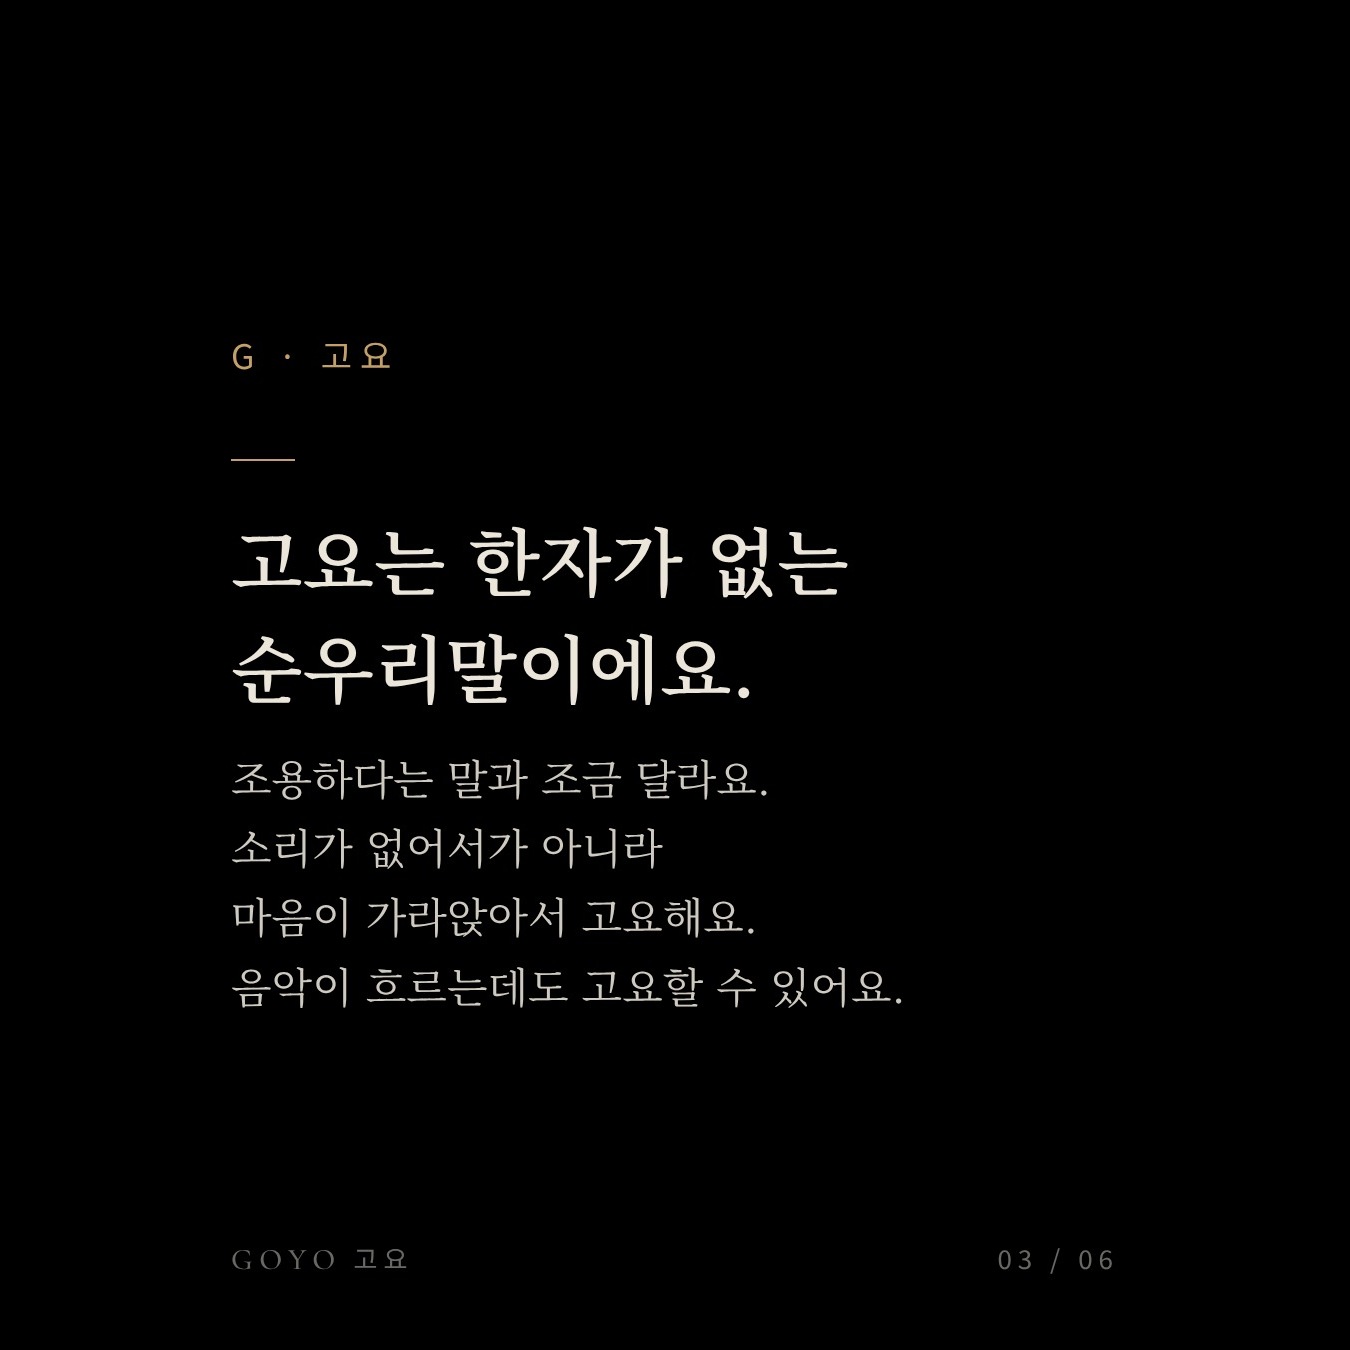 G · 고요
고요는 한자가 없는
순우리말이에요.
조용하다는 말과 조금 달라요.
소리가 없어서가 아니라
마음이 가라앉아서 고요해요.
음악이 흐르는데도 고요할 수 있어요.
GOYO 고요
03 / 06